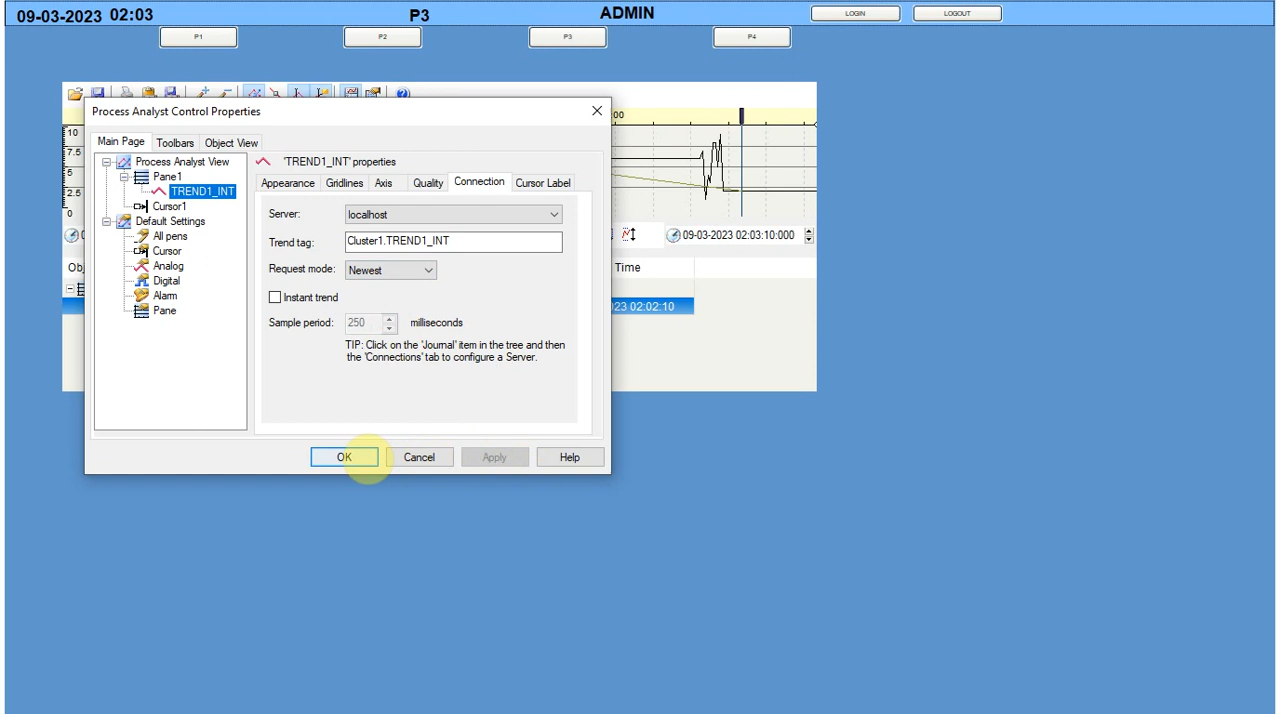 09-03-2023 02:03
P3
ADMIN
LOGIN
LOGOUT
P1
P2
P3
P4
Process Analyst Control Properties
Main Page
Toolbars
Object View
Process Analyst View
Pane1
TREND1_INT
Cursor1
Default Settings
All pens
Cursor
Analog
Digital
Alarm
Pane
'TREND1_INT' properties
Appearance
Gridlines
Axis
Quality
Connection
Cursor Label
Server:
localhost
Trend tag:
Cluster1.TREND1_INT
Request mode:
Newest
Instant trend
Sample period:
250
milliseconds
TIP: Click on the 'Journal' item in the tree and then
the 'Connections' tab to configure a Server.
OK
Cancel
Apply
Help
10
7.5
5
2.5
0
:00
09-03-2023 02:03:10:000
Time
023 02:02:10